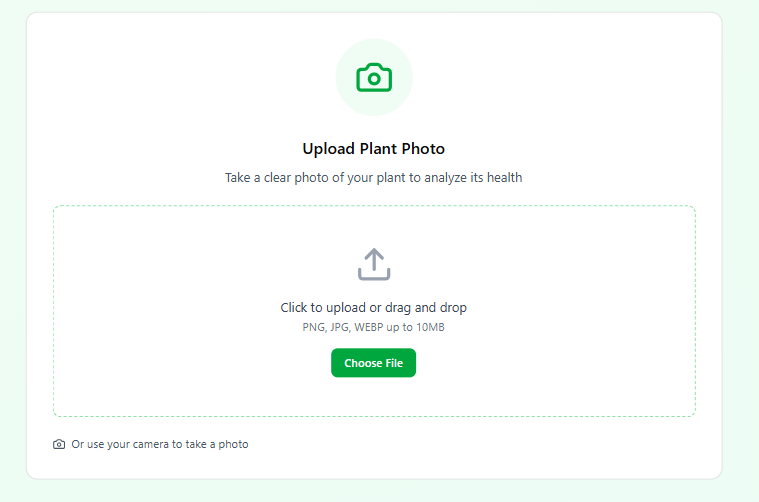 Upload Plant Photo
Take a clear photo of your plant to analyze its health
Click to upload or drag and drop
PNG, JPG, WEBP up to 10MB
Choose File
Or use your camera to take a photo